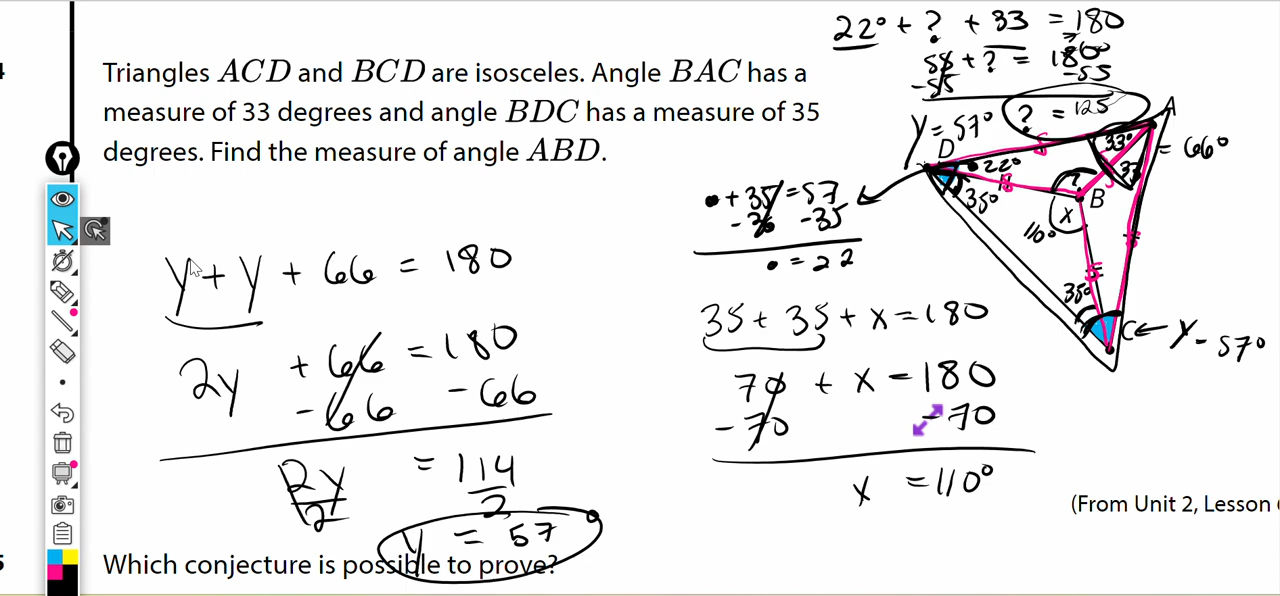 22° + ? + 33 = 180
55 + ? = 180
-55 -55
? = 125
4
Triangles ACD and BCD are isosceles. Angle BAC has a
measure of 33 degrees and angle BDC has a measure of 35
degrees. Find the measure of angle ABD.
y = 57°
A
D
33°
33
= 66°
22°
35°
?
B
x
110°
35°
C ← y - 57°
• + 35 = 57
- 35 -35
• = 22
y + y + 66 = 180
2y + 66 = 180
- 66 - 66
2y = 114
2 2
y = 57
35 + 35 + x = 180
70 + x = 180
- 70 - 70
x = 110°
(From Unit 2, Lesson
5
Which conjecture is possible to prove?